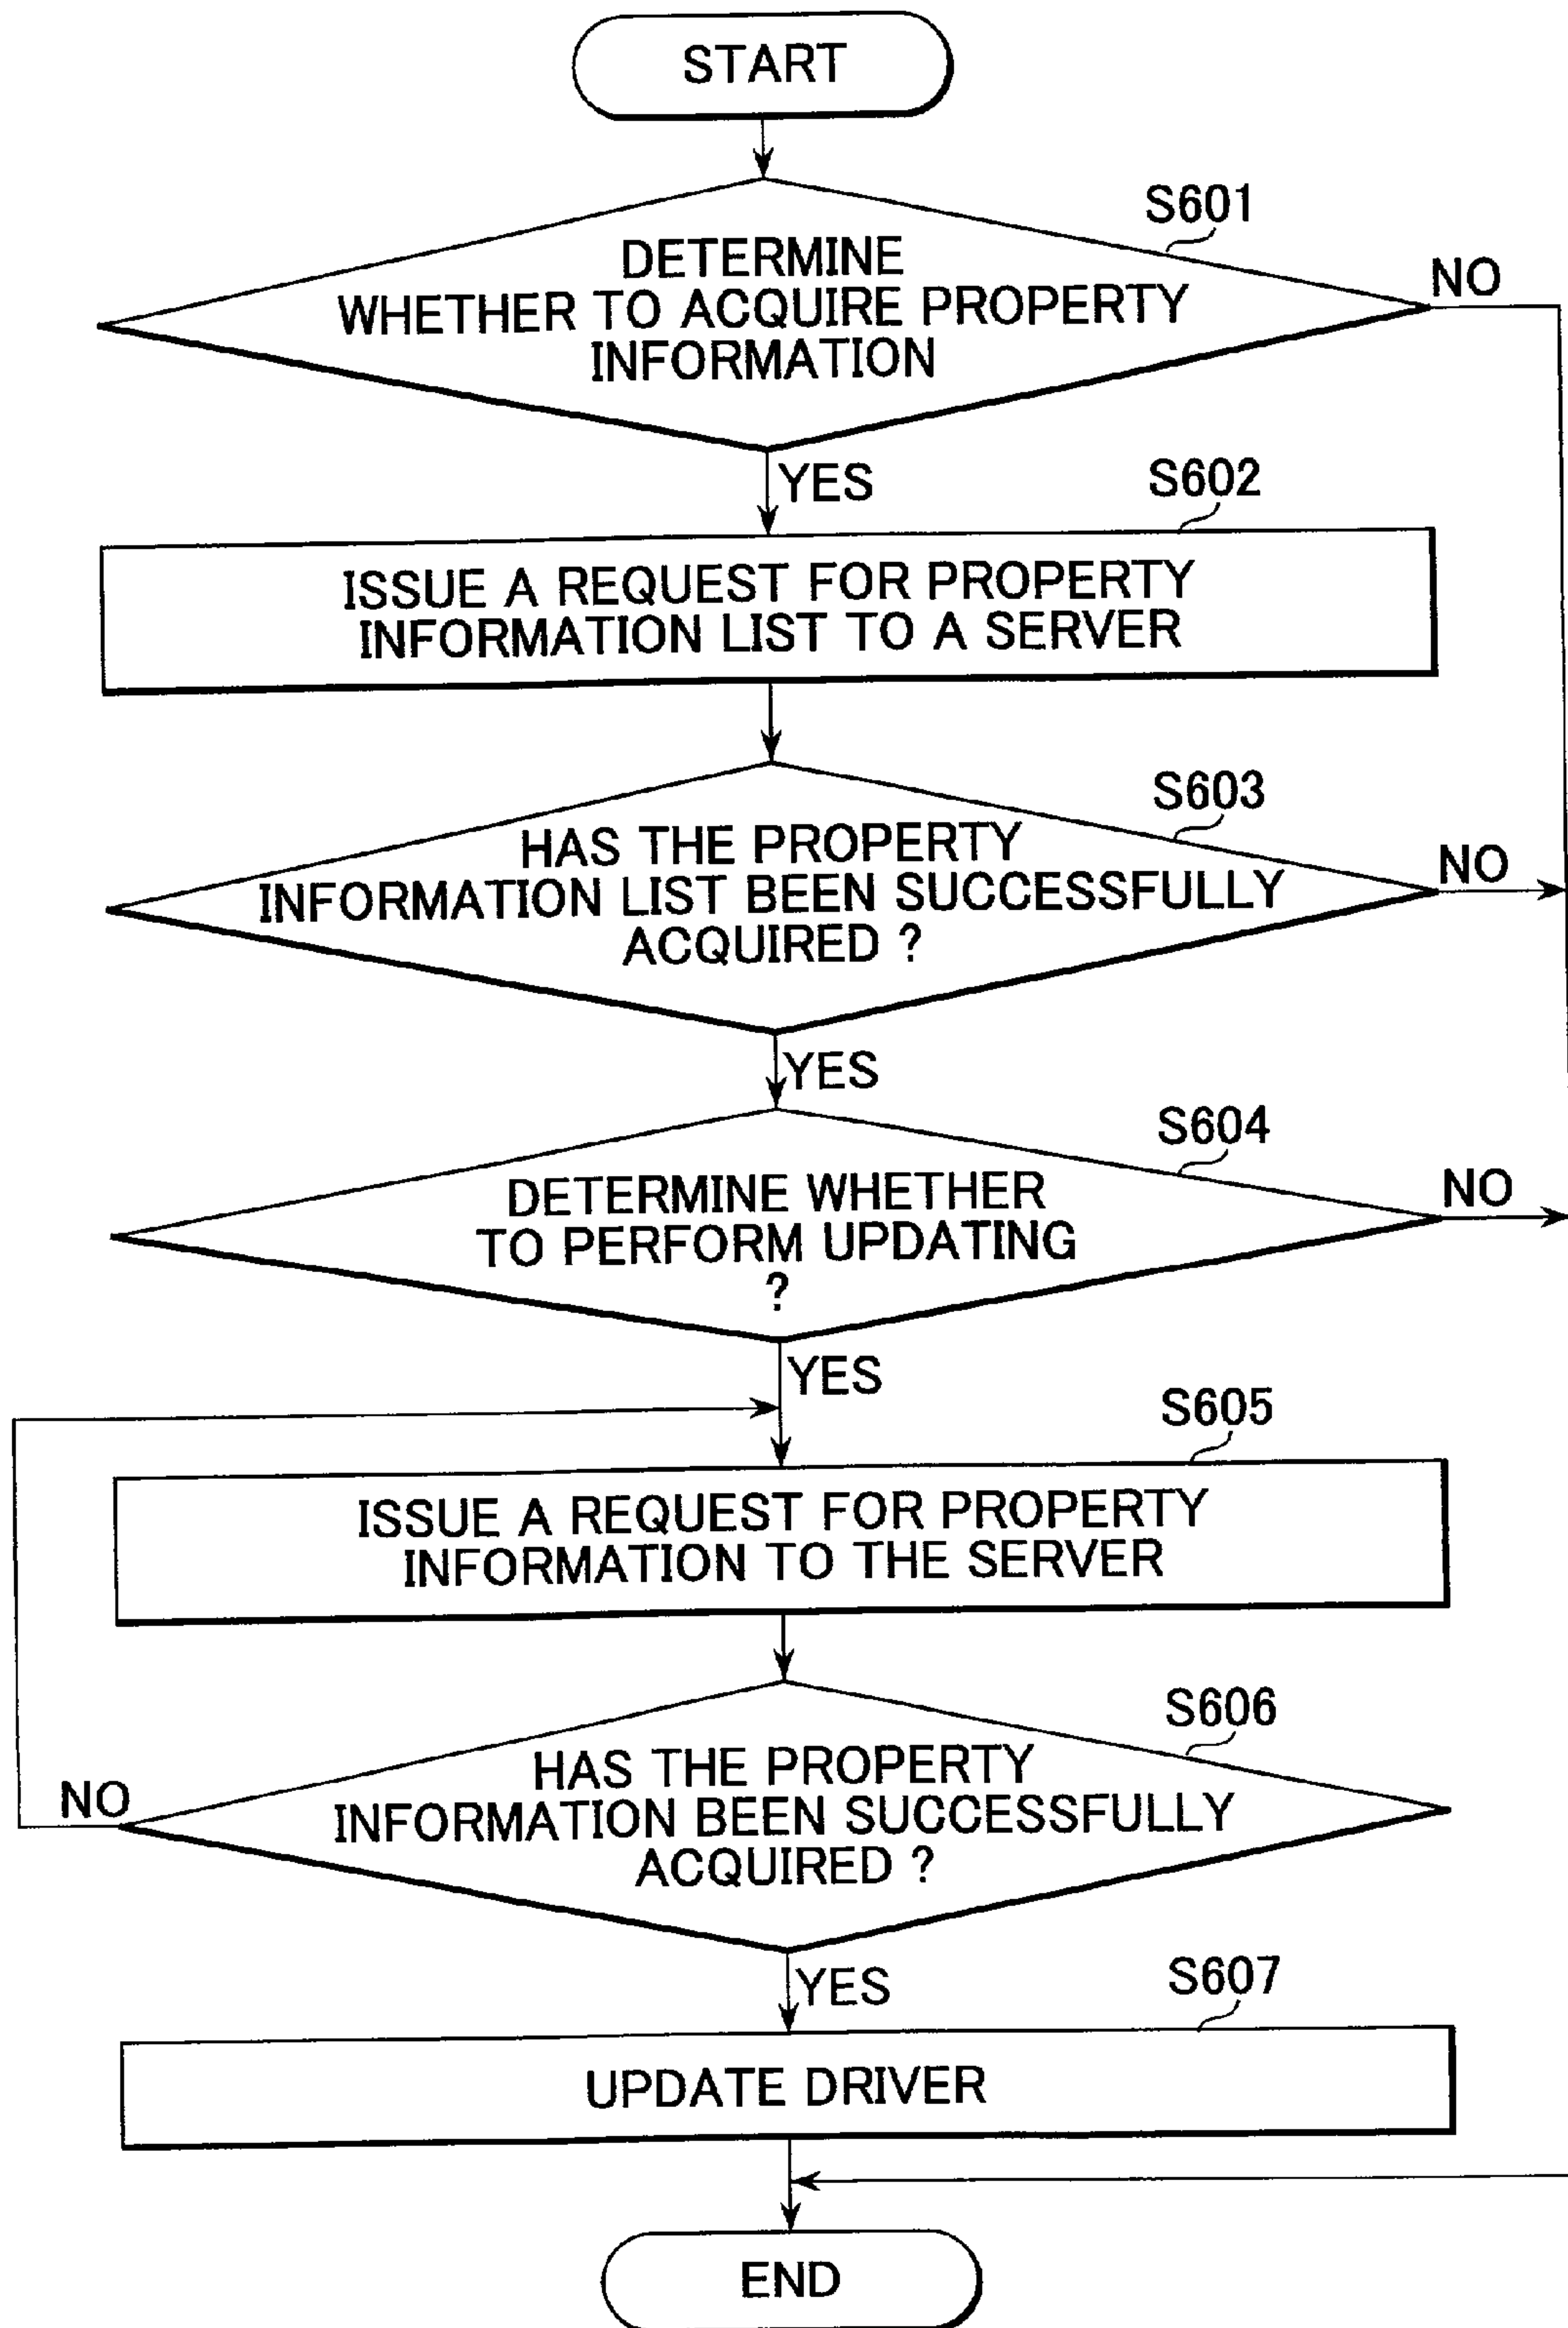 START
S601
DETERMINE
WHETHER TO ACQUIRE PROPERTY
INFORMATION
NO
YES
S602
ISSUE A REQUEST FOR PROPERTY
INFORMATION LIST TO A SERVER
S603
HAS THE PROPERTY
INFORMATION LIST BEEN SUCCESSFULLY
ACQUIRED ?
NO
YES
S604
DETERMINE WHETHER
TO PERFORM UPDATING
?
NO
YES
S605
ISSUE A REQUEST FOR PROPERTY
INFORMATION TO THE SERVER
S606
HAS THE PROPERTY
INFORMATION BEEN SUCCESSFULLY
ACQUIRED ?
NO
YES
S607
UPDATE DRIVER
END